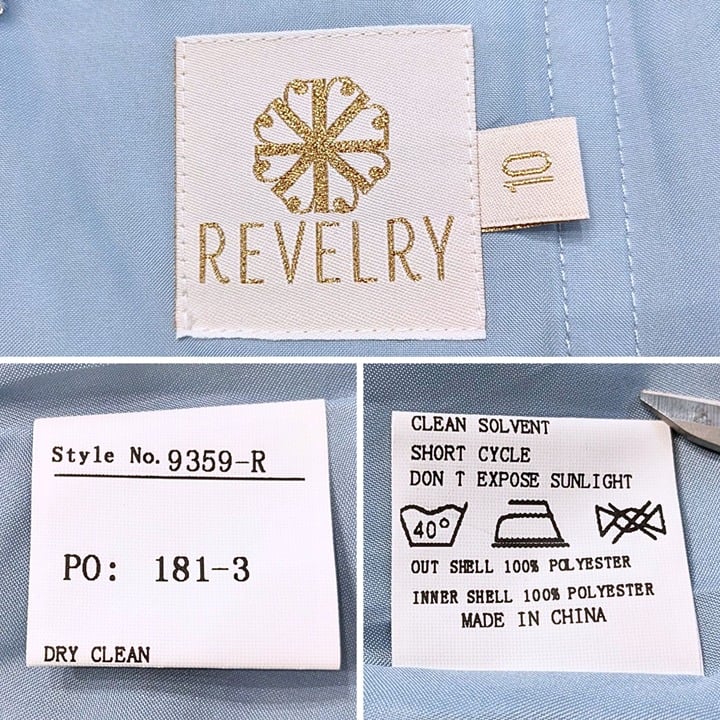 REVELRY
10
Style No. 9359-R
PO: 181-3
DRY CLEAN
CLEAN SOLVENT
SHORT CYCLE
DON T EXPOSE SUNLIGHT
40°
OUT SHELL 100% POLYESTER
INNER SHELL 100% POLYESTER
MADE IN CHINA